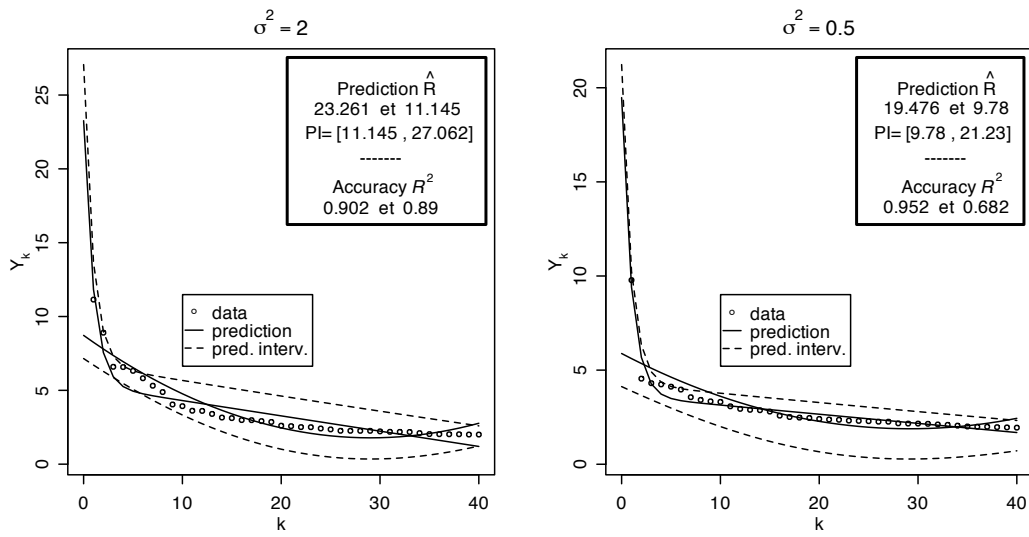 σ² = 2
Prediction R̂
23.261 et 11.145
PI= [11.145 , 27.062]
-------
Accuracy R²
0.902 et 0.89
data
prediction
pred. interv.
Y_k
0
5
10
15
20
25
0
10
20
30
40
k
σ² = 0.5
Prediction R̂
19.476 et 9.78
PI= [9.78 , 21.23]
-------
Accuracy R²
0.952 et 0.682
data
prediction
pred. interv.
Y_k
0
5
10
15
20
0
10
20
30
40
k